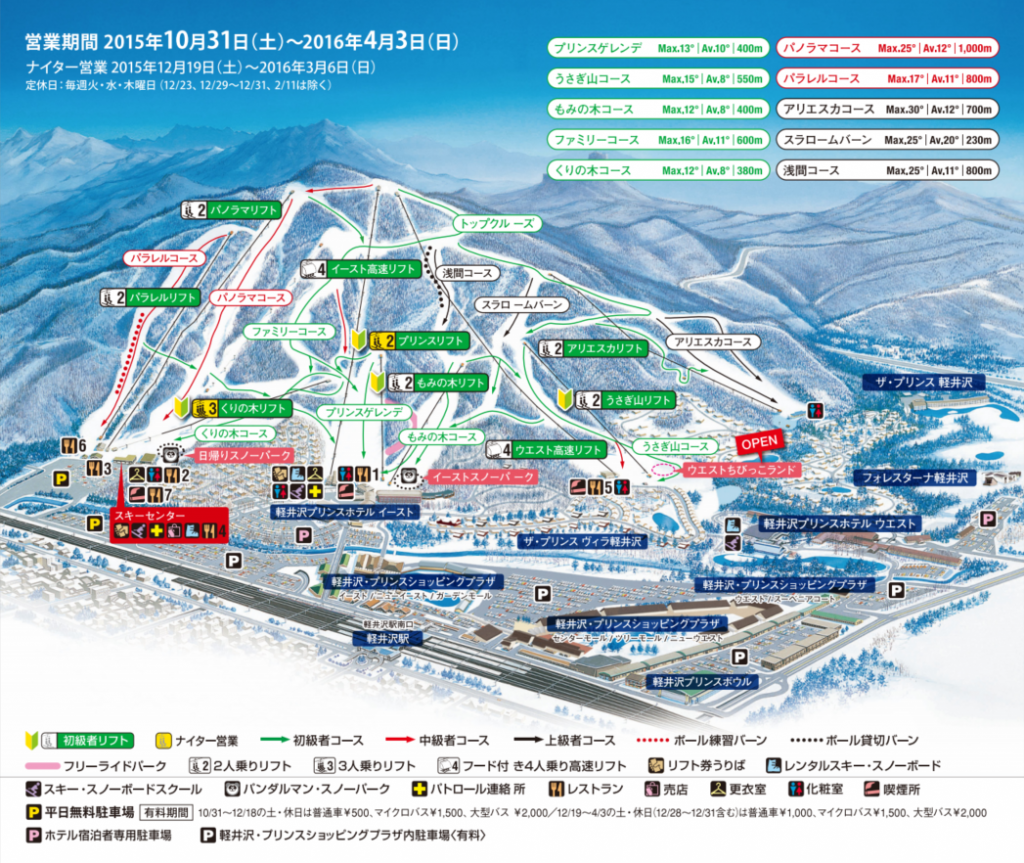 営業期間 2015年10月31日(土)〜2016年4月3日(日)
ナイター営業 2015年12月19日(土)〜2016年3月6日(日)
定休日:毎週火・水・木曜日(12/23、12/29〜12/31、2/11は除く)
プリンスゲレンデ Max.13°|Av.10°|400m
パノラマコース Max.25°|Av.12°|1,000m
うさぎ山コース Max.15°|Av.8°|550m
パラレルコース Max.17°|Av.11°|800m
もみの木コース Max.12°|Av.8°|400m
アリエスカコース Max.30°|Av.12°|700m
ファミリーコース Max.16°|Av.11°|600m
スラロームバーン Max.25°|Av.20°|230m
くりの木コース Max.12°|Av.8°|380m
浅間コース Max.25°|Av.11°|800m
2 パノラマリフト
トップクルーズ
パラレルコース
4 イースト高速リフト
浅間コース
2 パラレルリフト
パノラマコース
スラロームバーン
ファミリーコース
2 プリンスリフト
2 アリエスカリフト
アリエスカコース
2 もみの木リフト
ザ・プリンス 軽井沢
3 くりの木リフト
プリンスゲレンデ
2 うさぎ山リフト
くりの木コース
もみの木コース
4 ウエスト高速リフト
うさぎ山コース
OPEN
6
日帰りスノーパーク
3
2
1
イーストスノーパーク
ウエストちびっこランド
フォレスターナ軽井沢
P
7
5
スキーセンター
4
軽井沢プリンスホテル イースト
軽井沢プリンスホテル ウエスト
P
P
P
ザ・プリンス ヴィラ軽井沢
P
軽井沢・プリンスショッピングプラザ
イースト/ニューイースト/ガーデンモール
軽井沢・プリンスショッピングプラザ
ウエスト/スーベニアコート
P
P
軽井沢駅南口
軽井沢駅
軽井沢・プリンスショッピングプラザ
センターモール/ツリーモール/ニューウエスト
P
軽井沢プリンスボウル
初級者リフト
ナイター営業
初級者コース
中級者コース
上級者コース
ポール練習バーン
ポール貸切バーン
フリーライドパーク
2 2人乗りリフト
3 3人乗りリフト
4 フード付き4人乗り高速リフト
リフト券うりば
レンタルスキー・スノーボード
スキー・スノーボードスクール
パンダルマン・スノーパーク
パトロール連絡所
レストラン
売店
更衣室
化粧室
喫煙所
P 平日無料駐車場 有料期間 10/31〜12/18の土・休日は普通車¥500、マイクロバス¥1,500、大型バス ¥2,000/12/19〜4/3の土・休日(12/28〜12/31含む)は普通車¥1,000、マイクロバス¥1,500、大型バス¥2,000
P ホテル宿泊者専用駐車場
P 軽井沢・プリンスショッピングプラザ内駐車場〈有料〉